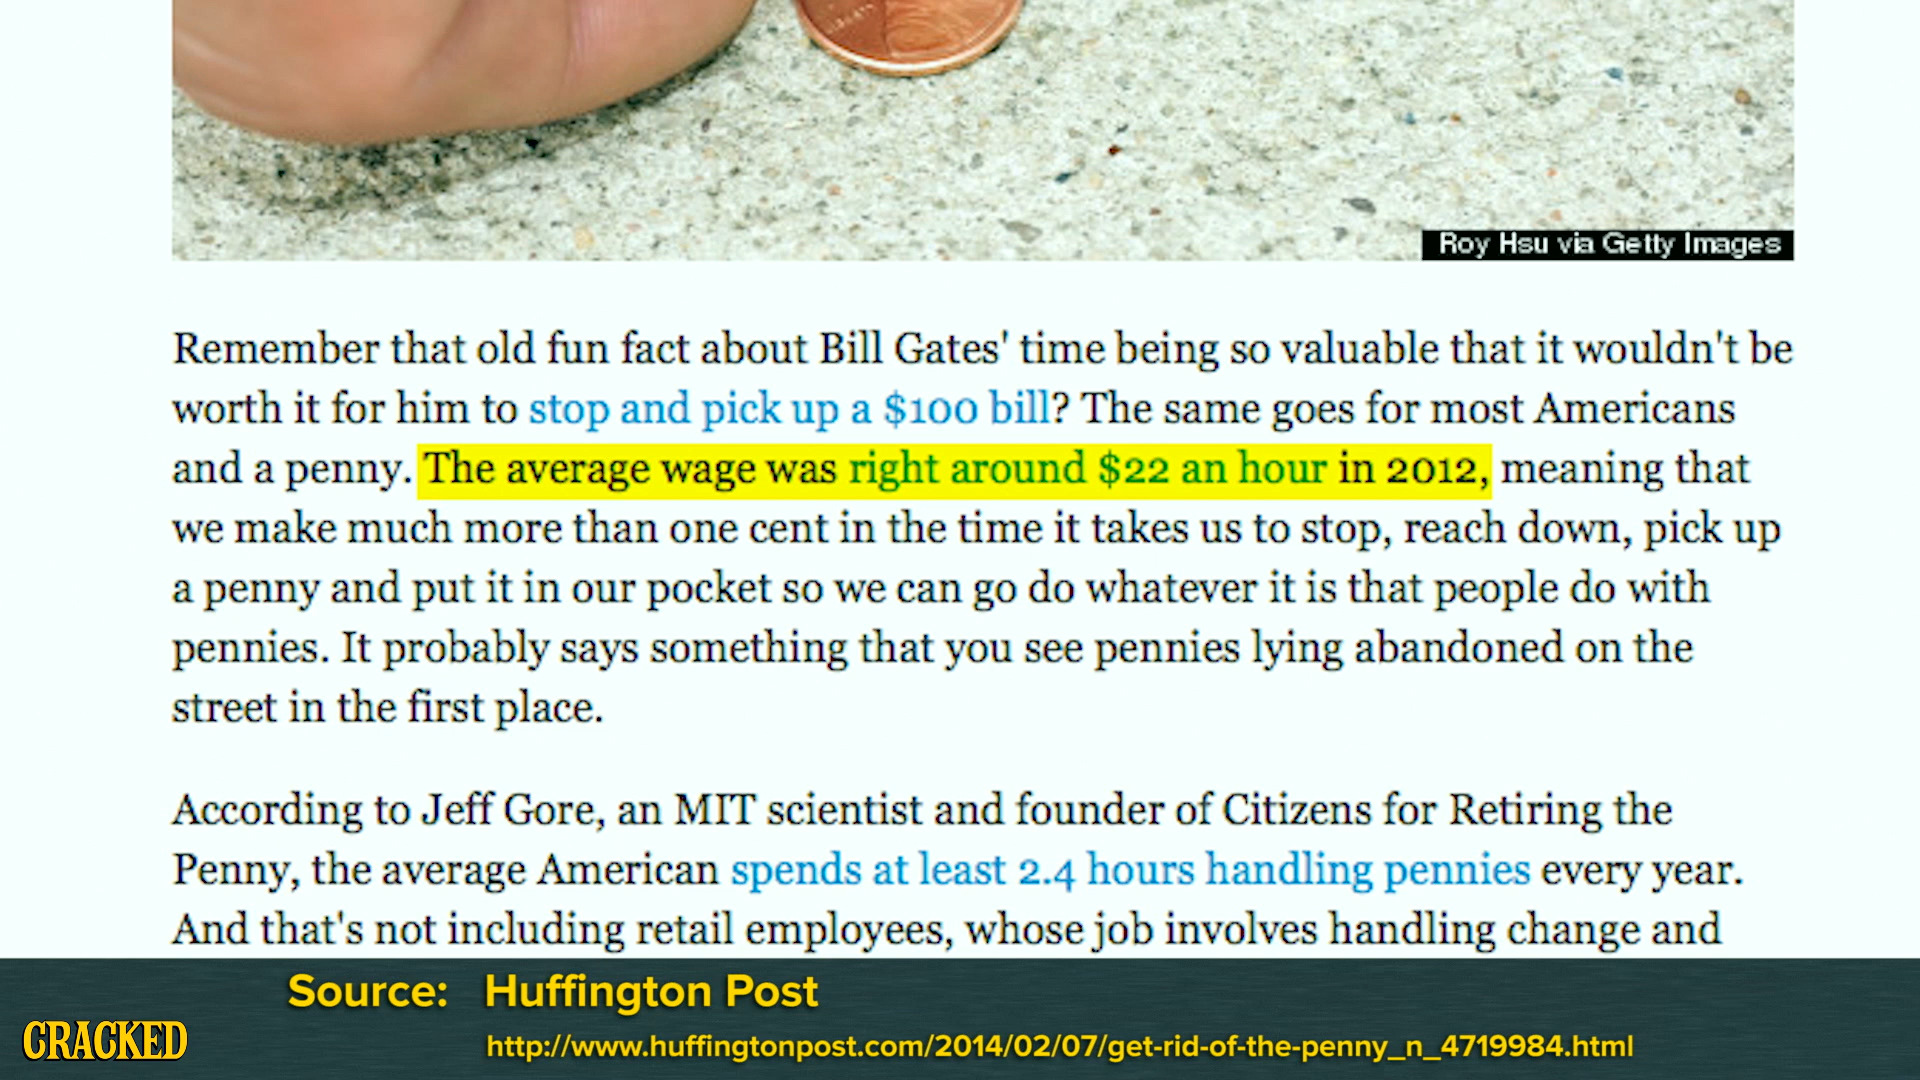 Roy Hsu via Getty Images
Remember that old fun fact about Bill Gates' time being so valuable that it wouldn't be
worth it for him to stop and pick up a $100 bill? The same goes for most Americans
and a penny. The average wage was right around $22 an hour in 2012, meaning that
we make much more than one cent in the time it takes us to stop, reach down, pick up
a penny and put it in our pocket so we can go do whatever it is that people do with
pennies. It probably says something that you see pennies lying abandoned on the
street in the first place.
According to Jeff Gore, an MIT scientist and founder of Citizens for Retiring the
Penny, the average American spends at least 2.4 hours handling pennies every year.
And that's not including retail employees, whose job involves handling change and
Source: Huffington Post
CRACKED
http://www.huffingtonpost.com/2014/02/07/get-rid-of-the-penny_n_4719984.html